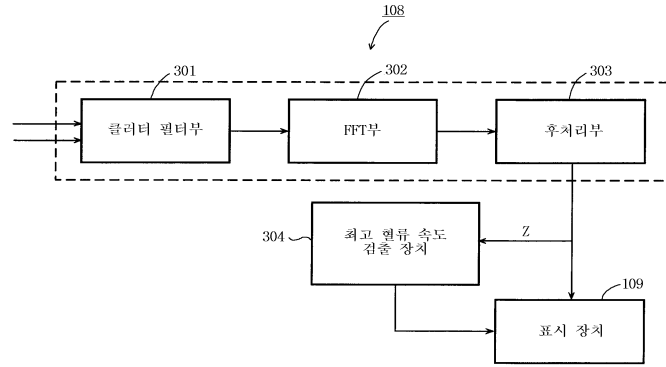 108
301
302
303
클러터 필터부
FFT부
후처리부
304
최고 혈류 속도
검출 장치
Z
109
표시 장치